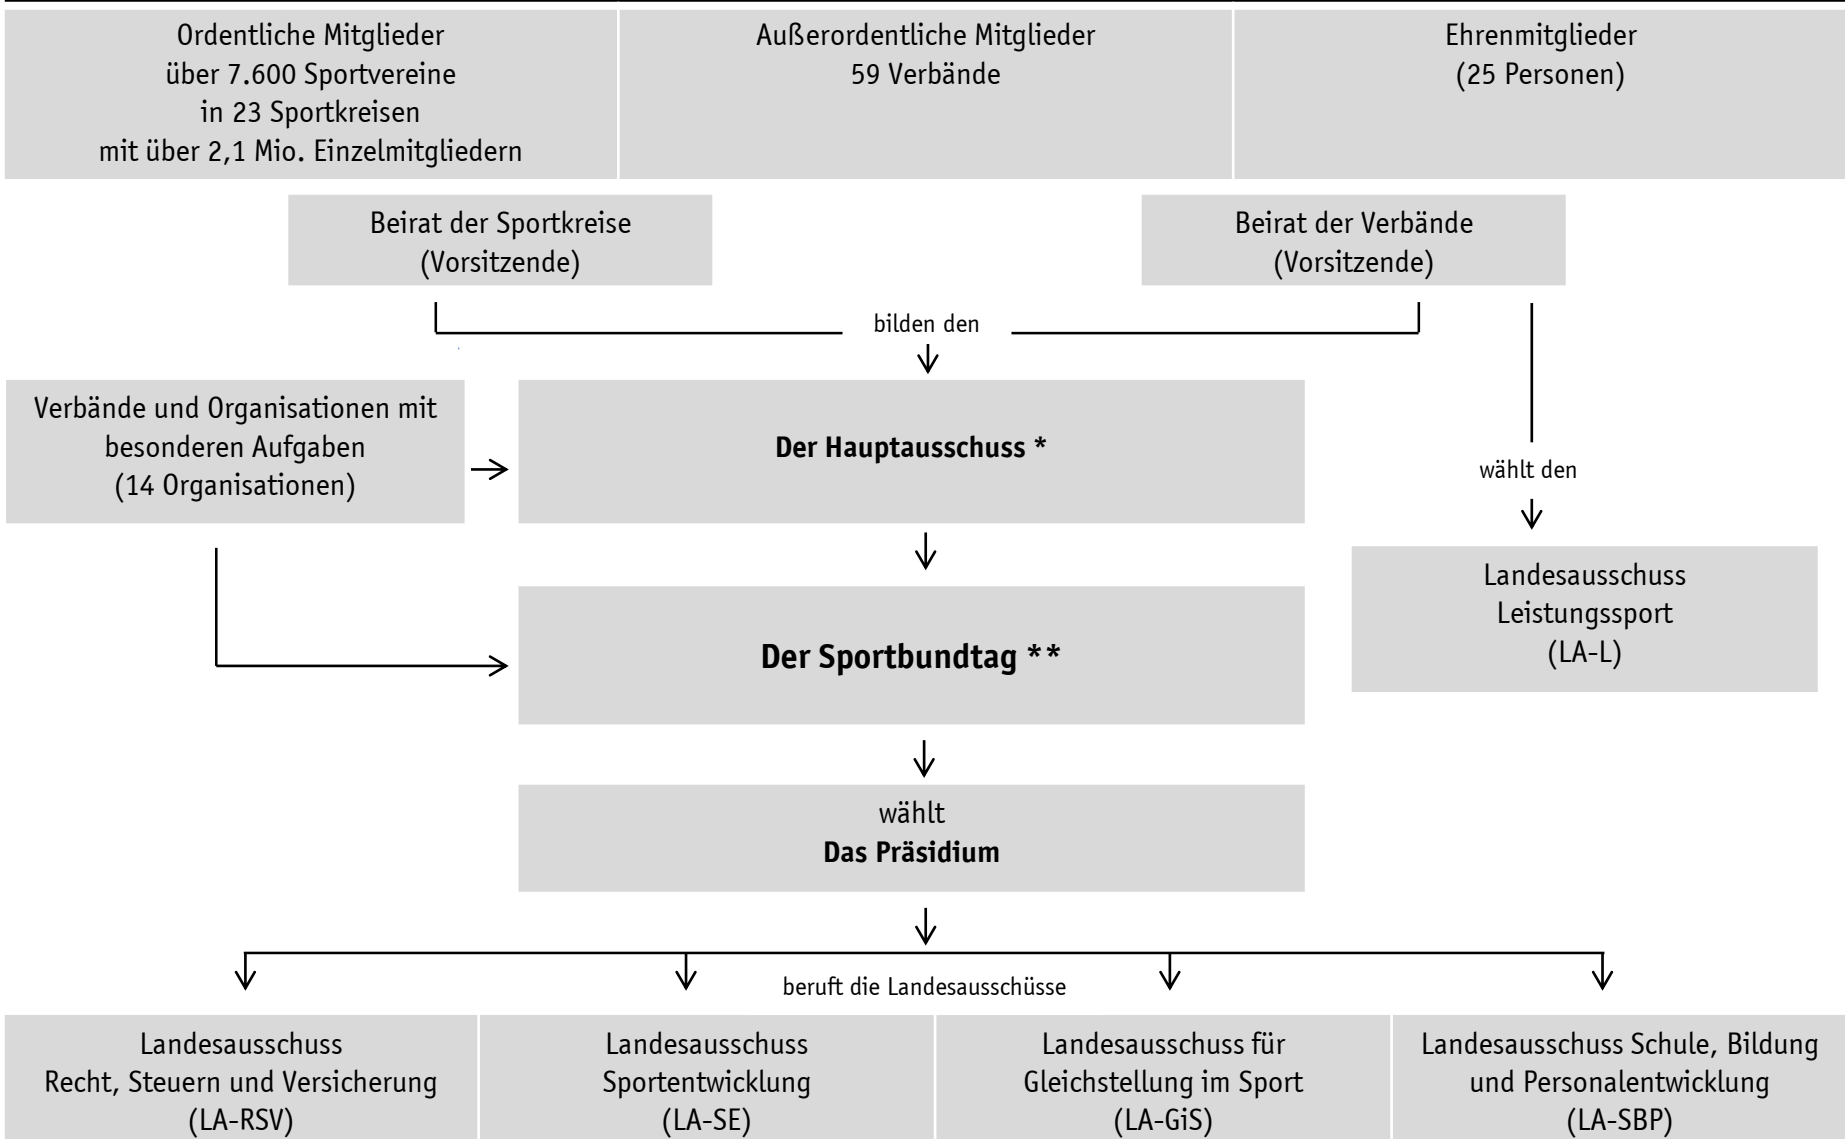 Ordentliche Mitglieder
über 7.600 Sportvereine
in 23 Sportkreisen
mit über 2,1 Mio. Einzelmitgliedern
Außerordentliche Mitglieder
59 Verbände
Ehrenmitglieder
(25 Personen)
Beirat der Sportkreise
(Vorsitzende)
Beirat der Verbände
(Vorsitzende)
bilden den
Verbände und Organisationen mit
besonderen Aufgaben
(14 Organisationen)
Der Hauptausschuss *
wählt den
Landesausschuss
Leistungssport
(LA-L)
Der Sportbundtag **
wählt
Das Präsidium
beruft die Landesausschüsse
Landesausschuss
Recht, Steuern und Versicherung
(LA-RSV)
Landesausschuss
Sportentwicklung
(LA-SE)
Landesausschuss für
Gleichstellung im Sport
(LA-GiS)
Landesausschuss Schule, Bildung
und Personalentwicklung
(LA-SBP)